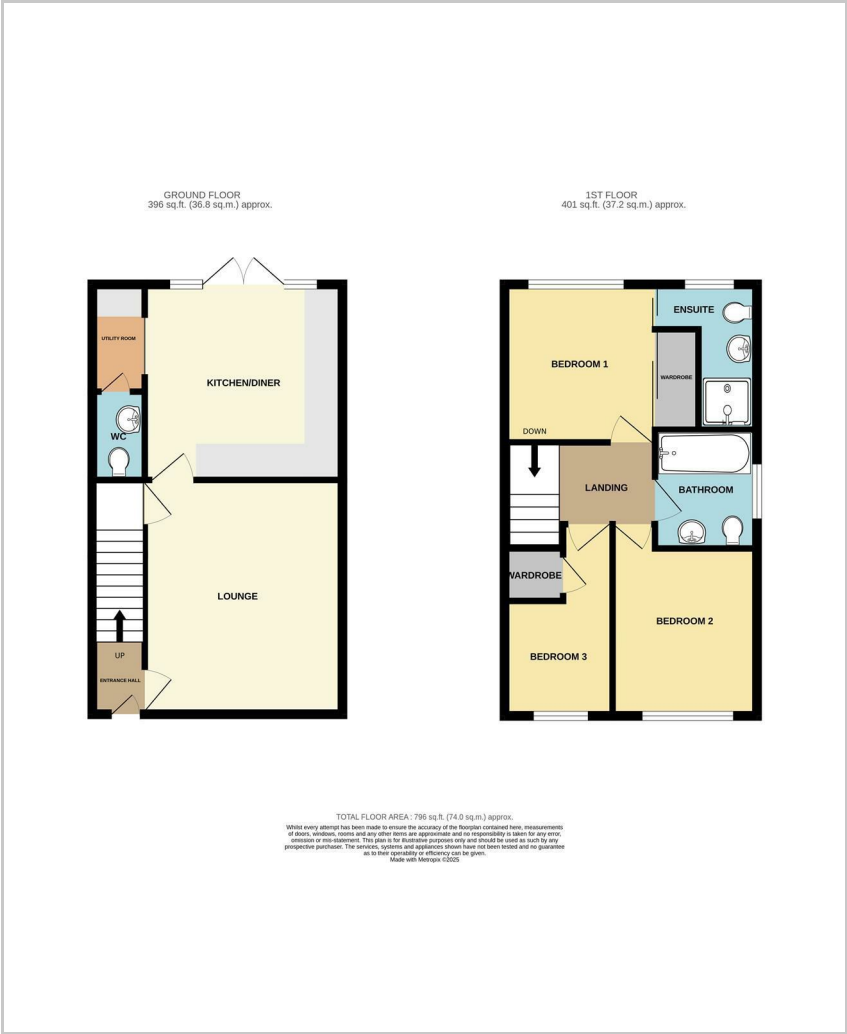 GROUND FLOOR
396 sq.ft. (36.8 sq.m.) approx.
1ST FLOOR
401 sq.ft. (37.2 sq.m.) approx.
UTILITY ROOM
KITCHEN/DINER
WC
LOUNGE
UP
ENTRANCE HALL
ENSUITE
BEDROOM 1
WARDROBE
DOWN
LANDING
BATHROOM
WARDROBE
BEDROOM 2
BEDROOM 3
TOTAL FLOOR AREA : 796 sq.ft. (74.0 sq.m.) approx.
Whilst every attempt has been made to ensure the accuracy of the floorplan contained here, measurements
of doors, windows, rooms and any other items are approximate and no responsibility is taken for any error,
omission or mis-statement. This plan is for illustrative purposes only and should be used as such by any
prospective purchaser. The services, systems and appliances shown have not been tested and no guarantee
as to their operability or efficiency can be given.
Made with Metropix ©2025